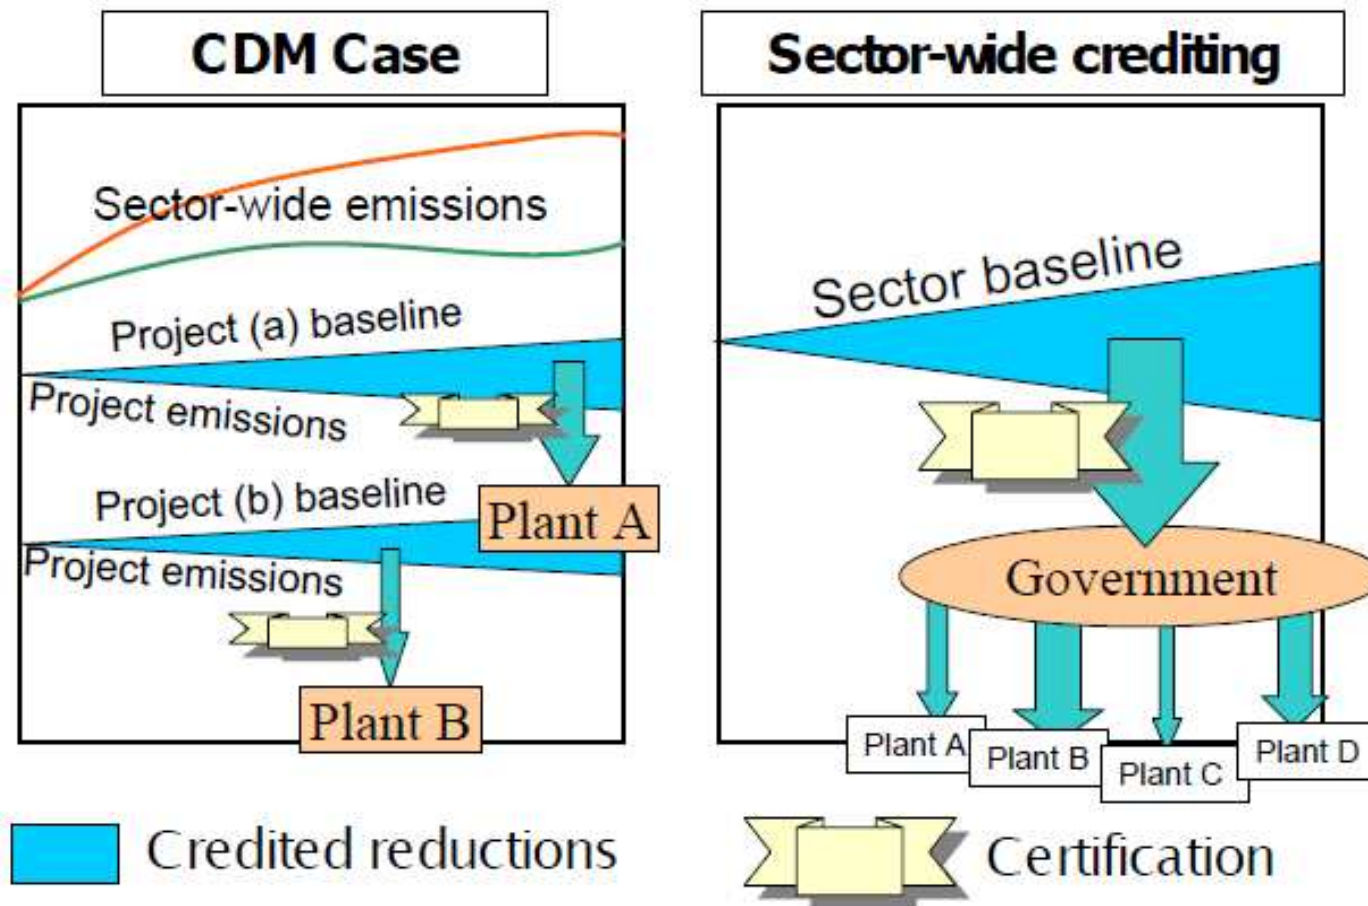 CDM Case
Sector-wide emissions
Project (a) baseline
Project emissions
Project (b) baseline
Plant A
Project emissions
Plant B
Sector-wide crediting
Sector baseline
Government
Plant A
Plant B
Plant C
Plant D
Credited reductions
Certification